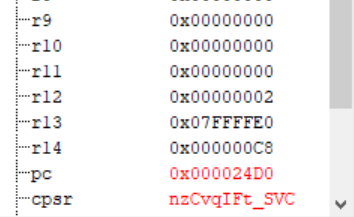 r9 0x00000000
r10 0x00000000
r11 0x00000000
r12 0x00000002
r13 0x07FFFFE0
r14 0x000000C8
pc 0x000024D0
cpsr nzCvqIFt_SVC